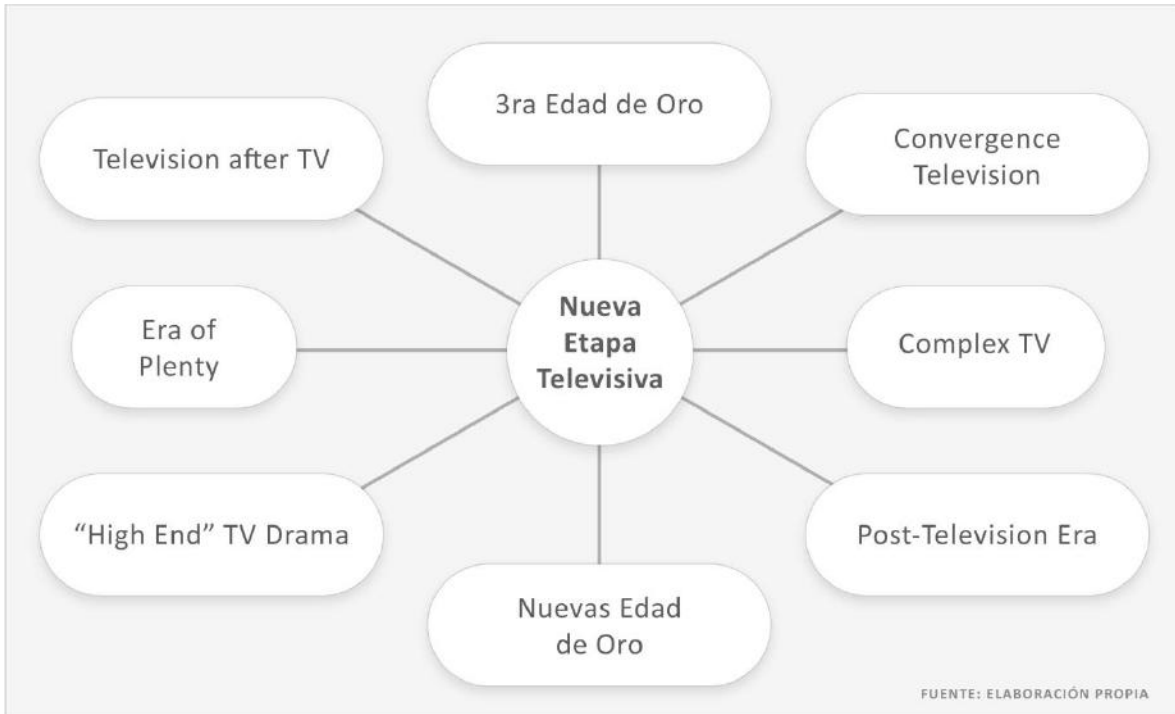 3ra Edad de Oro
Television after TV
Convergence
Television
Nueva
Etapa
Televisiva
Era of
Plenty
Complex TV
“High End” TV Drama
Post-Television Era
Nuevas Edad
de Oro
FUENTE: ELABORACIÓN PROPIA